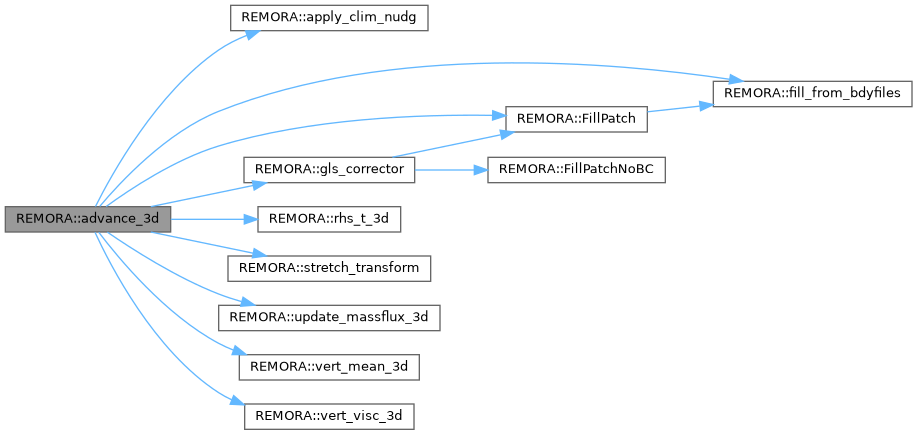 REMORA::apply_clim_nudg
REMORA::fill_from_bdyfiles
REMORA::FillPatch
REMORA::gls_corrector
REMORA::FillPatchNoBC
REMORA::advance_3d
REMORA::rhs_t_3d
REMORA::stretch_transform
REMORA::update_massflux_3d
REMORA::vert_mean_3d
REMORA::vert_visc_3d